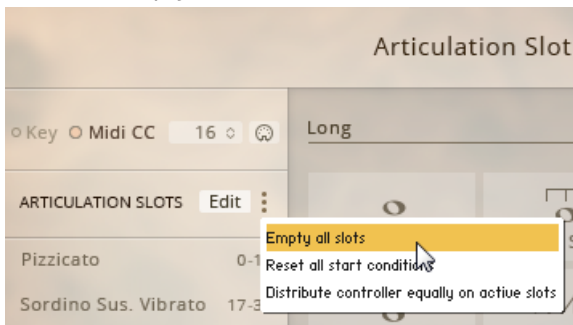 Articulation Slot
Key Midi CC 16
Long
ARTICULATION SLOTS Edit
Empty all slots
Pizzicato 0-1
Reset all start conditions
Distribute controller equally on active slots
Sordino Sus. Vibrato 17-3